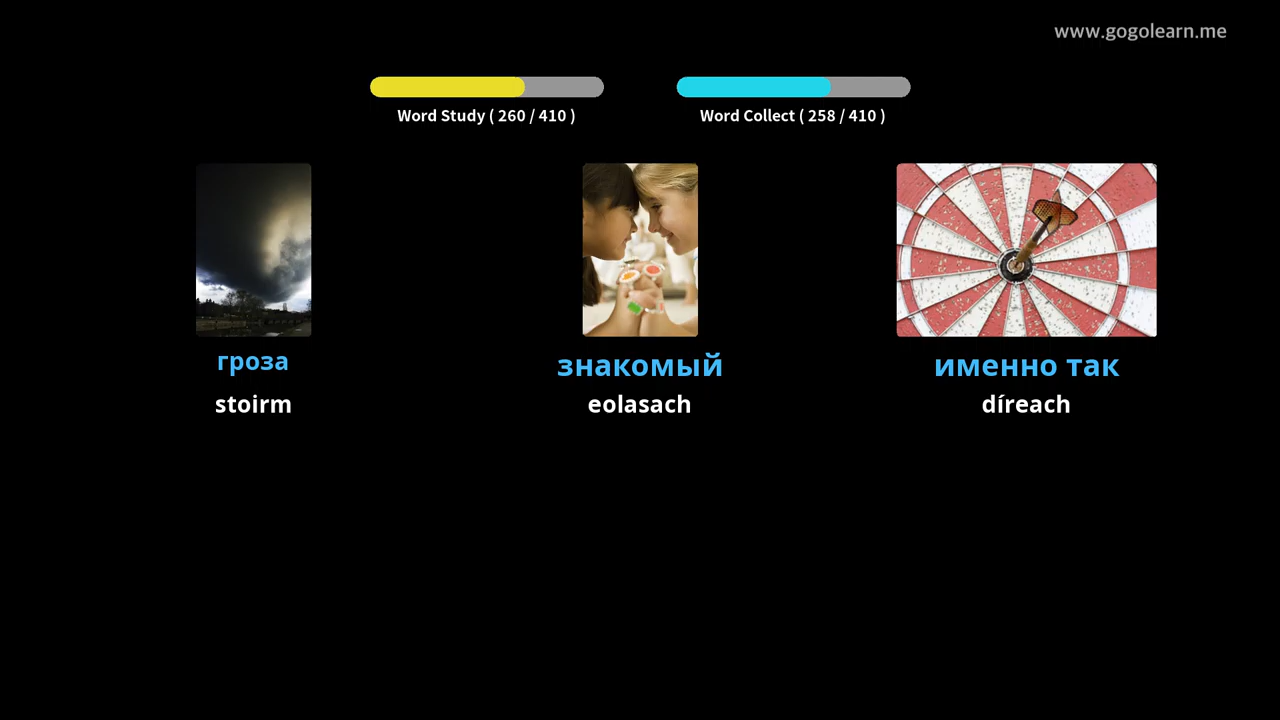 www.gogolearn.me
Word Study ( 260 / 410 )
Word Collect ( 258 / 410 )
гроза
знакомый
именно так
stoirm
eolasach
díreach